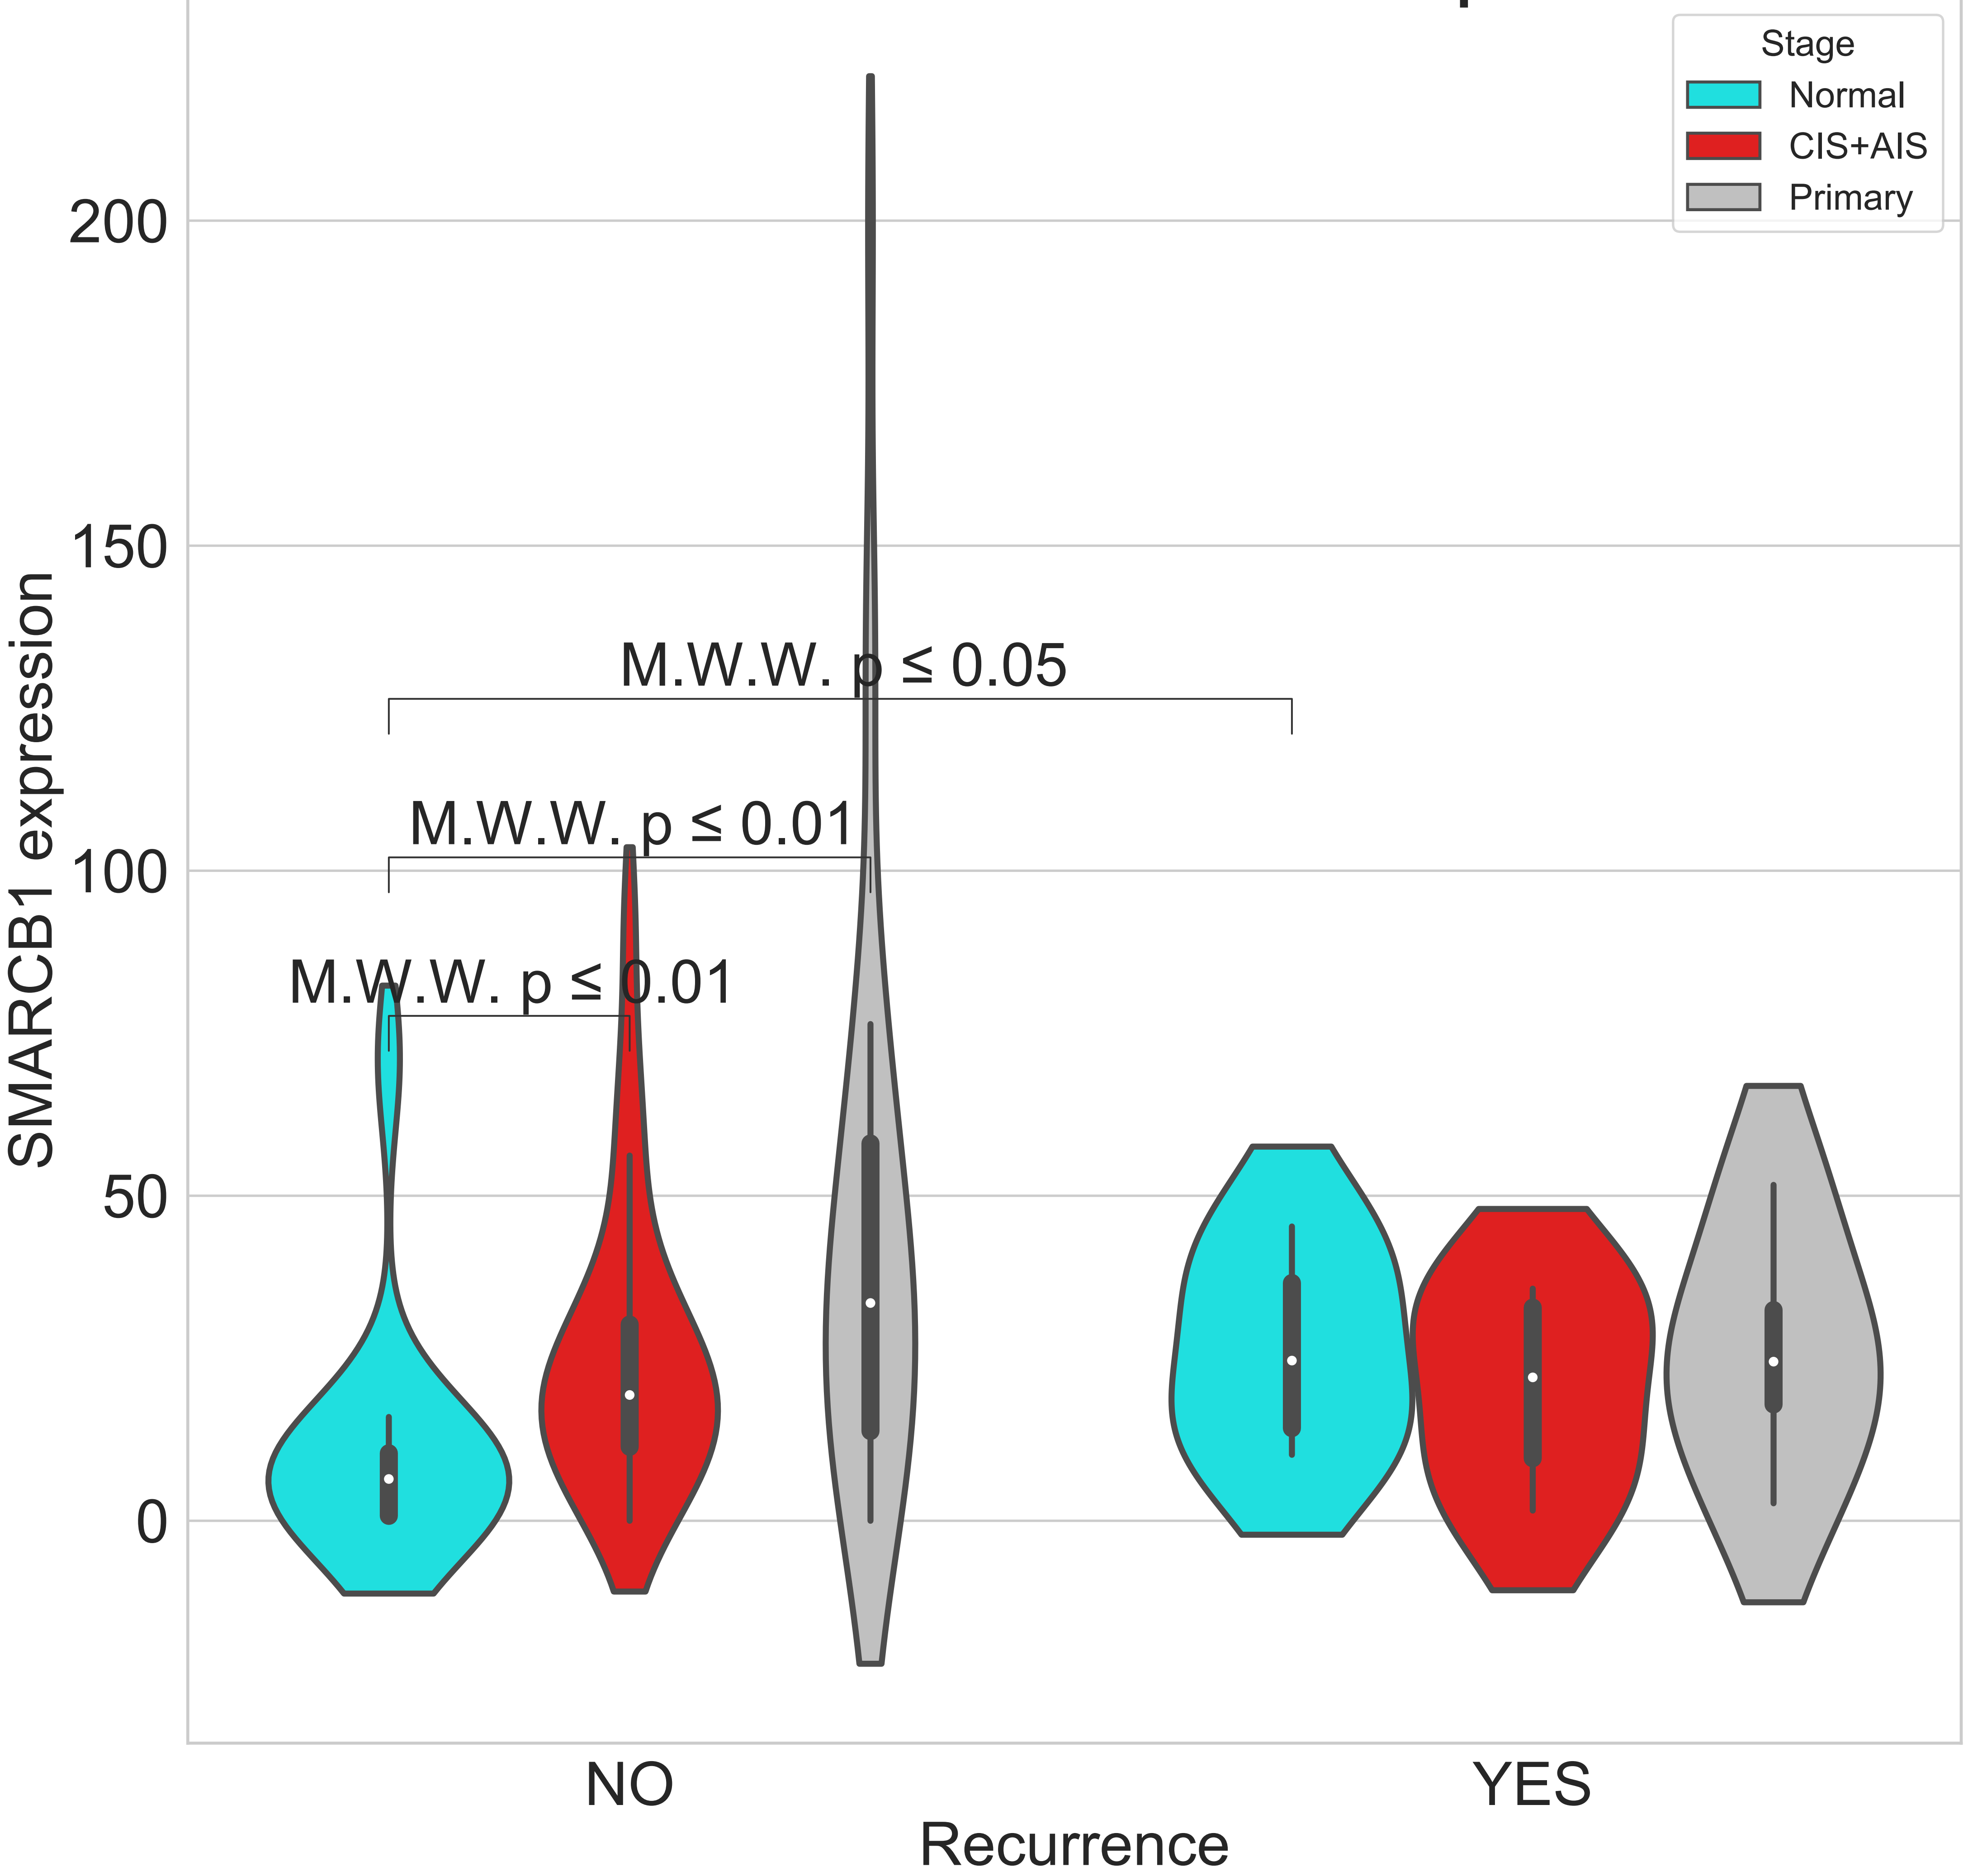 Stage
Normal
CIS+AIS
Primary
200
150
100
50
0
SMARCB1 expression
M.W.W. p ≤ 0.05
M.W.W. p ≤ 0.01
M.W.W. p ≤ 0.01
NO
YES
Recurrence